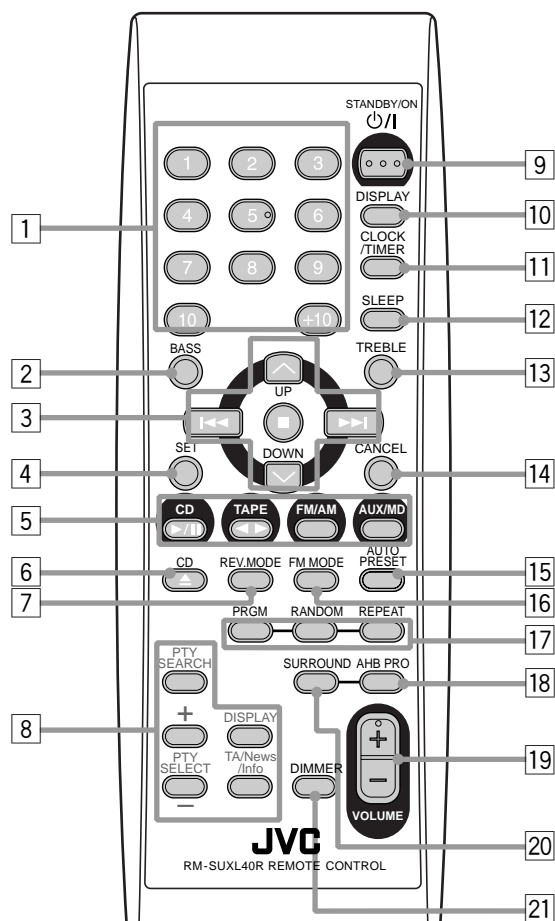 STANDBY/ON
⏻/I
1 2 3
9
DISPLAY
4 5 6
10
1
CLOCK
/TIMER
11
7 8 9
SLEEP
10 +10
12
BASS
TREBLE
2
UP
13
3
SET
DOWN
CANCEL
4
14
CD TAPE FM/AM AUX/MD
5
CD
REV.MODE FM MODE
AUTO
PRESET
6
15
7
16
PRGM RANDOM REPEAT
17
PTY
SEARCH
SURROUND AHB PRO
18
8
+
DISPLAY
+
19
PTY
SELECT
–
TA/News
/Info
DIMMER
–
VOLUME
JVC
20
RM-SUXL40R REMOTE CONTROL
21